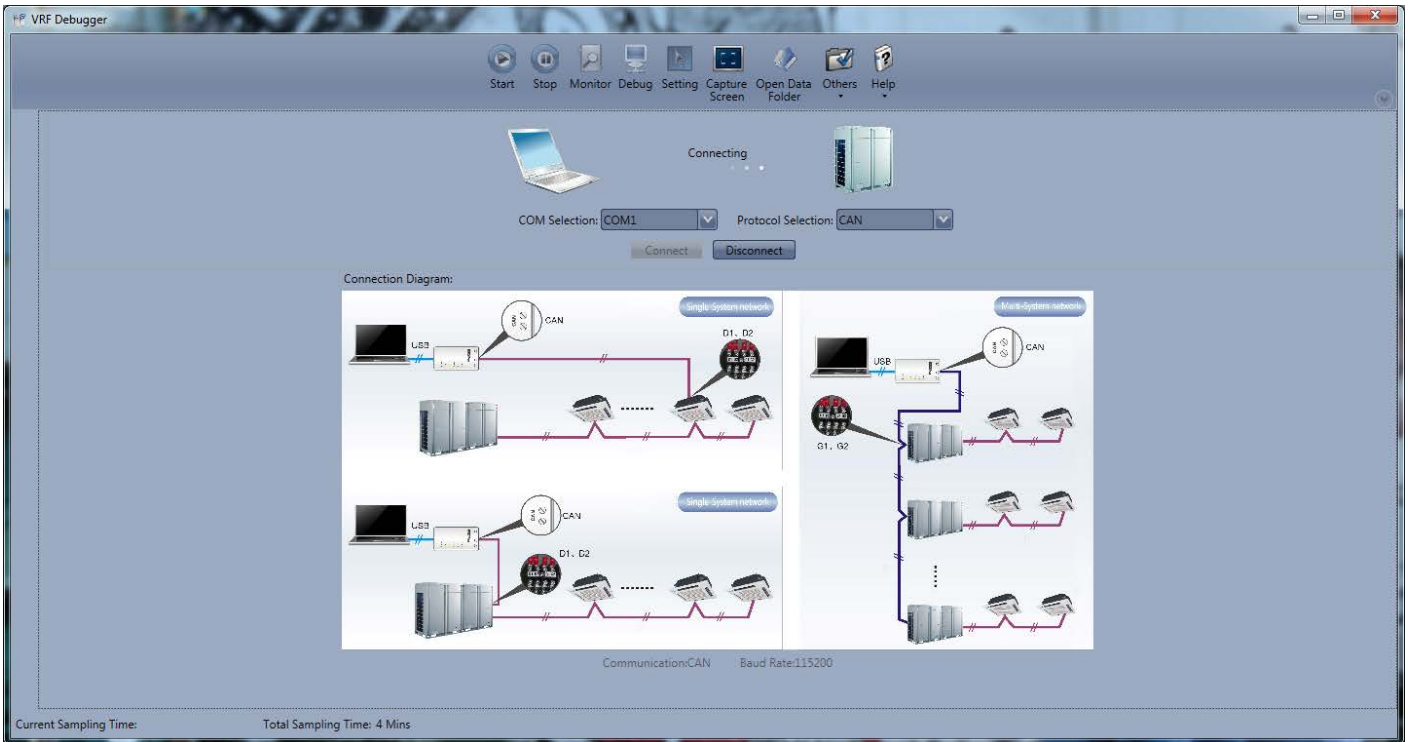 VRF Debugger
Start Stop Monitor Debug Setting Capture Screen Open Data Folder Others Help
Connecting
COM Selection: COM1 Protocol Selection: CAN
Connect Disconnect
Connection Diagram:
Single-System network
CAN
CAN
USB
D1、D2
Single-System network
CAN
CAN
USB
D1、D2
Multi-System network
CAN
USB
G1、G2
Communication:CAN Baud Rate:115200
Current Sampling Time: Total Sampling Time: 4 Mins